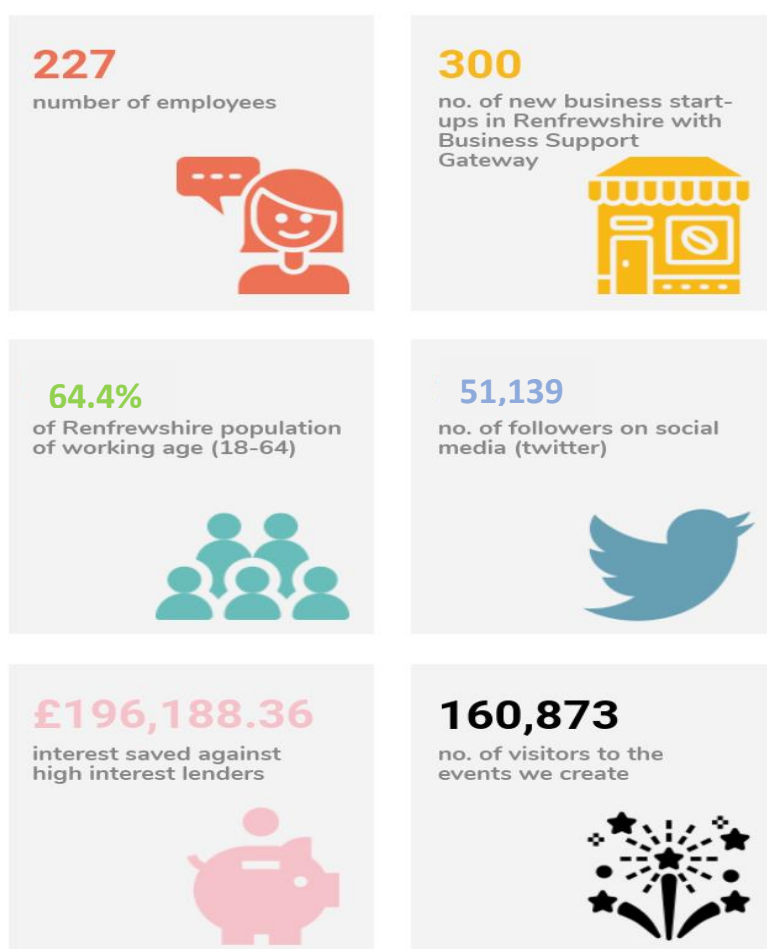 227
number of employees
300
no. of new business start-
ups in Renfrewshire with
Business Support
Gateway
64.4%
of Renfrewshire population
of working age (18-64)
51,139
no. of followers on social
media (twitter)
£196,188.36
interest saved against
high interest lenders
160,873
no. of visitors to the
events we create